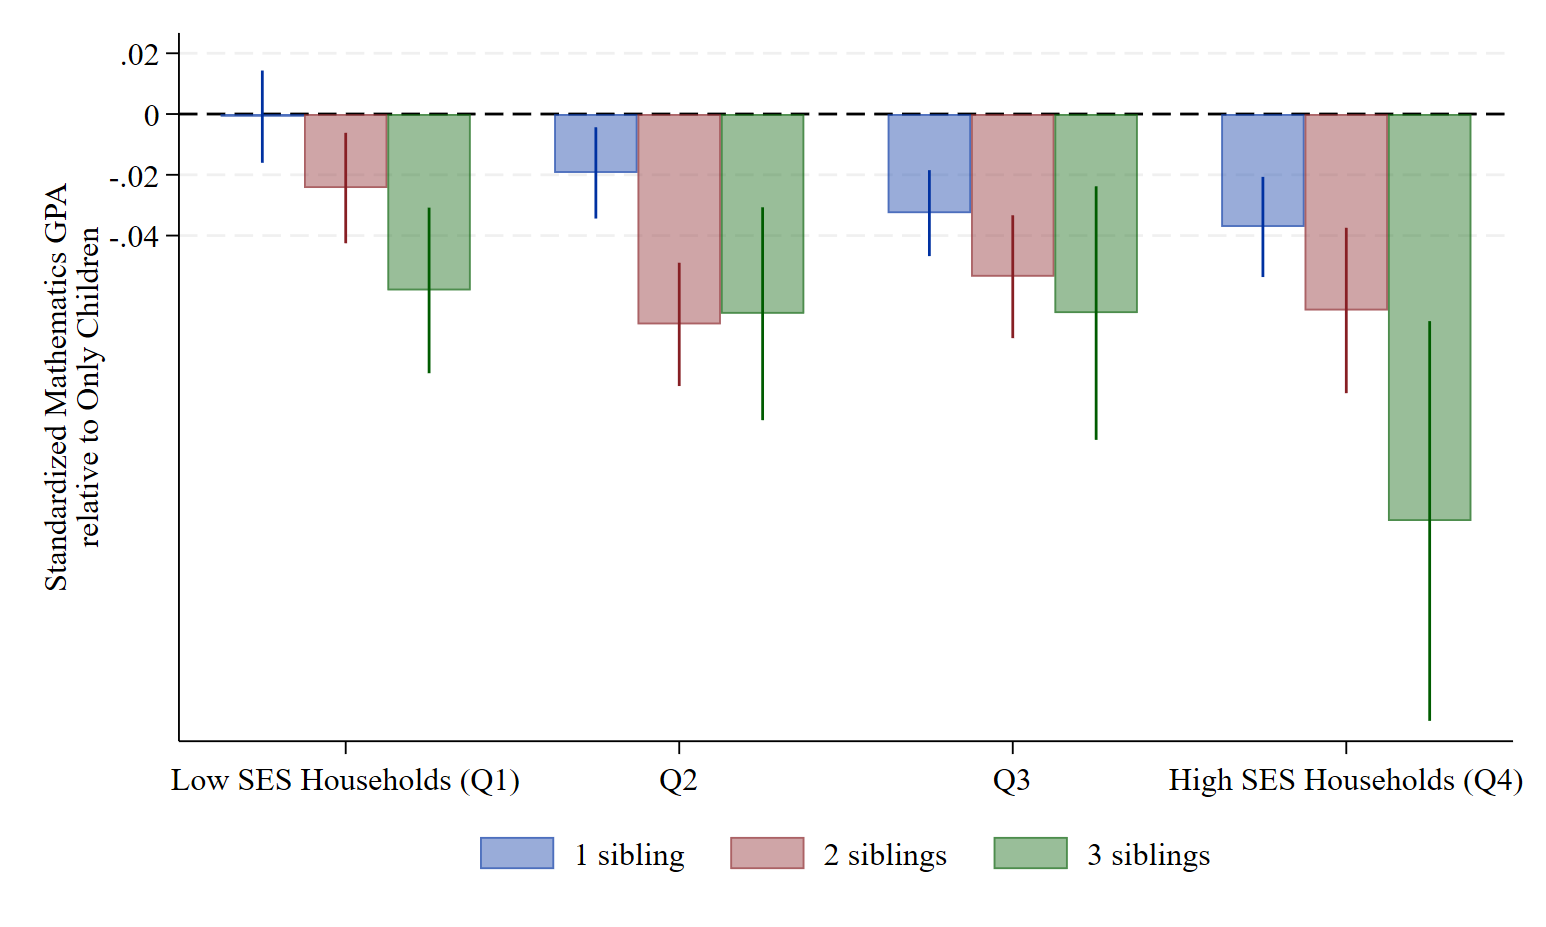 Standardized Mathematics GPA
relative to Only Children
.02
0
-.02
-.04
Low SES Households (Q1)
Q2
Q3
High SES Households (Q4)
1 sibling
2 siblings
3 siblings